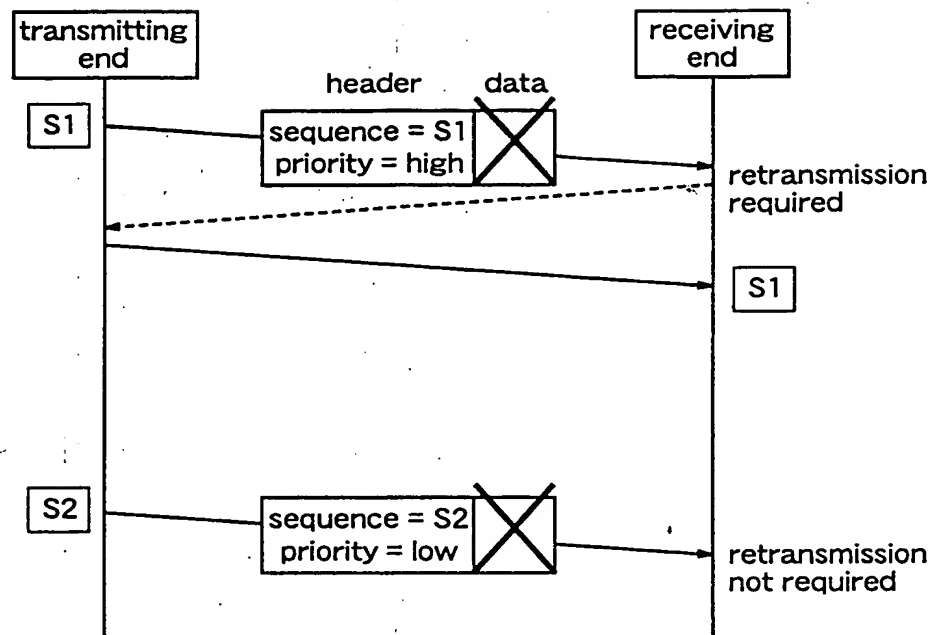 transmitting
end
receiving
end
header
data
S1
sequence = S1
priority = high
retransmission
required
S1
S2
sequence = S2
priority = low
retransmission
not required